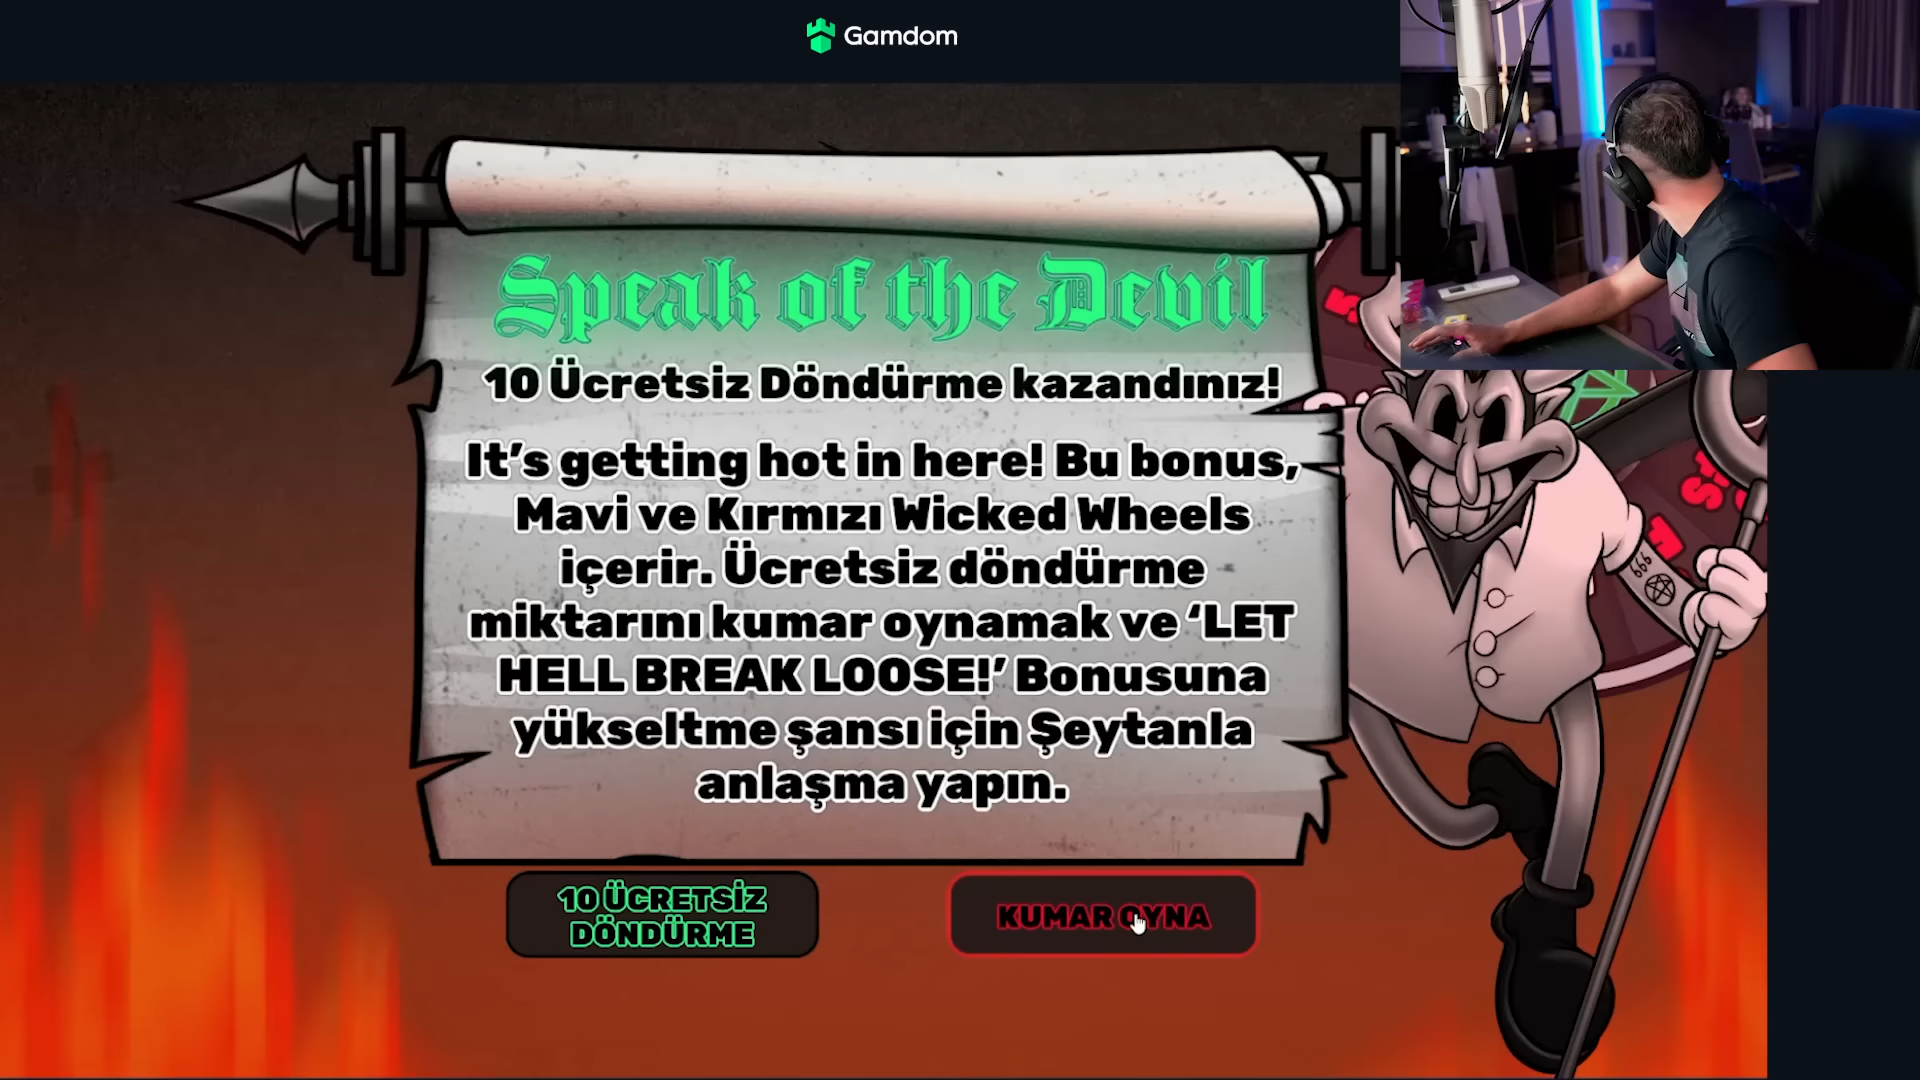 Gamdom
Speak of the Devil
10 Ücretsiz Döndürme kazandınız!
It's getting hot in here! Bu bonus,
Mavi ve Kırmızı Wicked Wheels
içerir. Ücretsiz döndürme
miktarını kumar oynamak ve ‘LET
HELL BREAK LOOSE!’ Bonusuna
yükseltme şansı için Şeytanla
anlaşma yapın.
666
10 ÜCRETSİZ
DÖNDÜRME
KUMAR OYNA